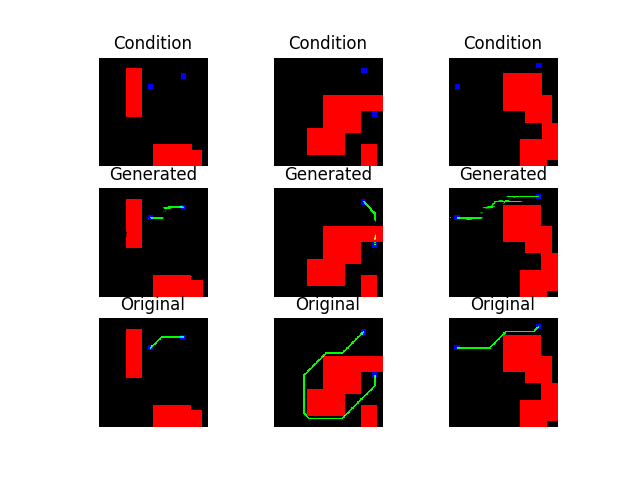 Condition Condition Condition
Generated Generated Generated
Original Original Original